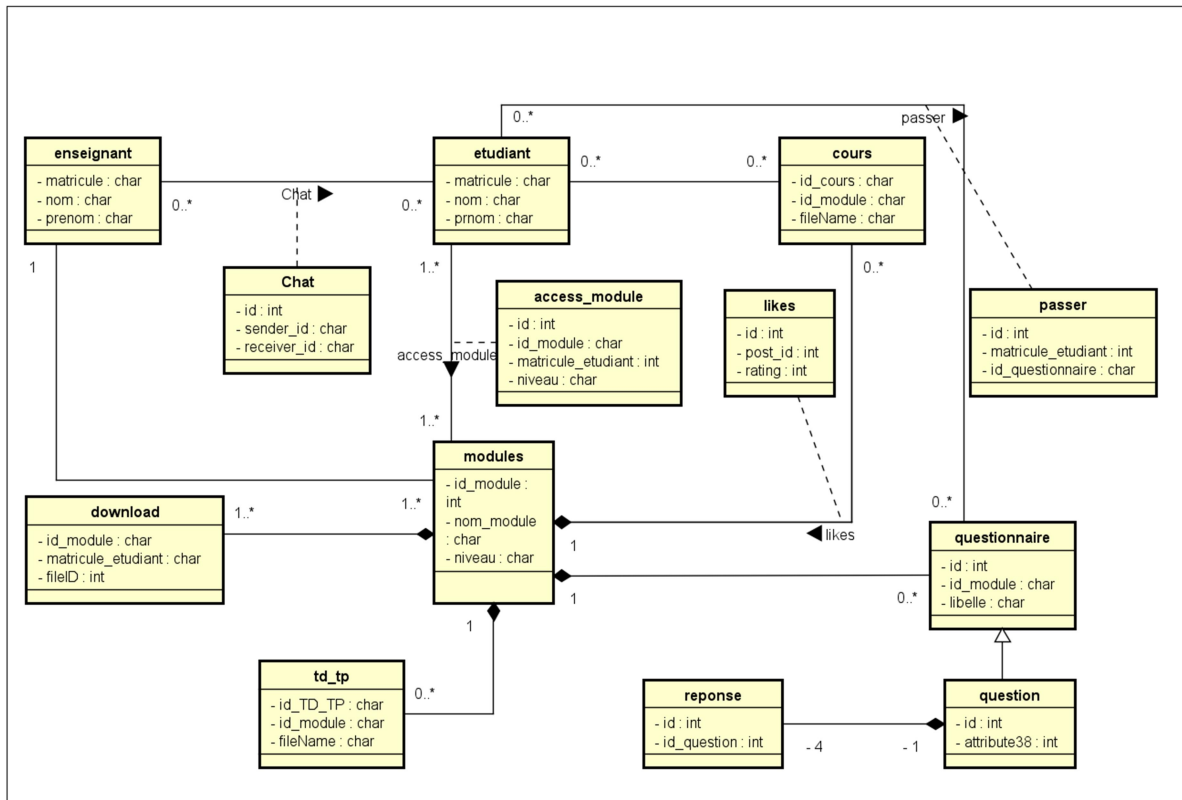 0..*
passer
enseignant
- matricule : char
- nom : char
- prenom : char
etudiant
- matricule : char
- nom : char
- prnom : char
cours
- id_cours : char
- id_module : char
- fileName : char
0..*
Chat
0..*
0..*
0..*
1
1..*
0..*
Chat
- id : int
- sender_id : char
- receiver_id : char
access_module
- id : int
- id_module : char
- matricule_etudiant : int
- niveau : char
likes
- id : int
- post_id : int
- rating : int
passer
- id : int
- matricule_etudiant : int
- id_questionnaire : char
access_module
1..*
modules
- id_module :
int
- nom_module
: char
- niveau : char
1..*
download
- id_module : char
- matricule_etudiant : char
- fileID : int
1..*
1
likes
0..*
questionnaire
- id : int
- id_module : char
- libelle : char
1
0..*
1
td_tp
- id_TD_TP : char
- id_module : char
- fileName : char
0..*
reponse
- id : int
- id_question : int
- 4
- 1
question
- id : int
- attribute38 : int